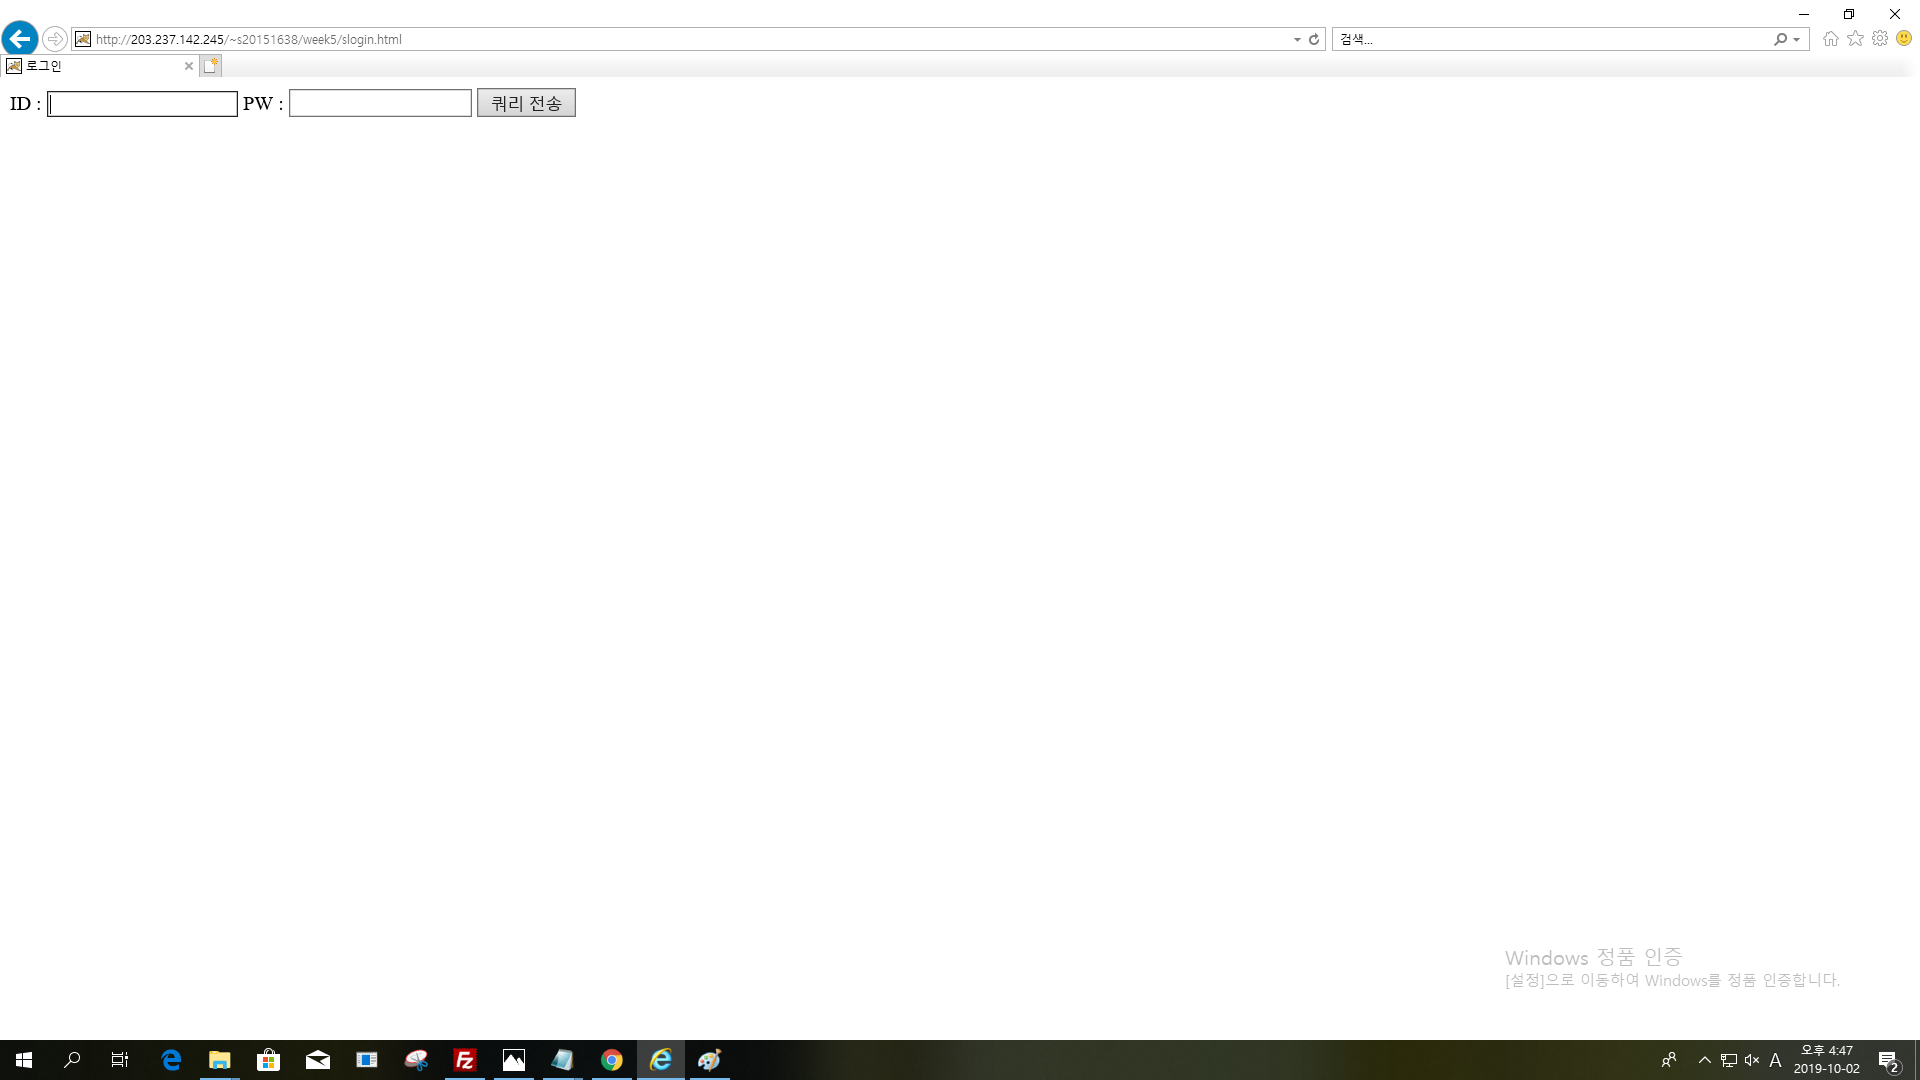 http://203.237.142.245/~s20151638/week5/slogin.html
검색...
로그인
ID :
PW :
쿼리 전송
Windows 정품 인증
[설정]으로 이동하여 Windows를 정품 인증합니다.
A
오후 4:47
2019-10-02
2